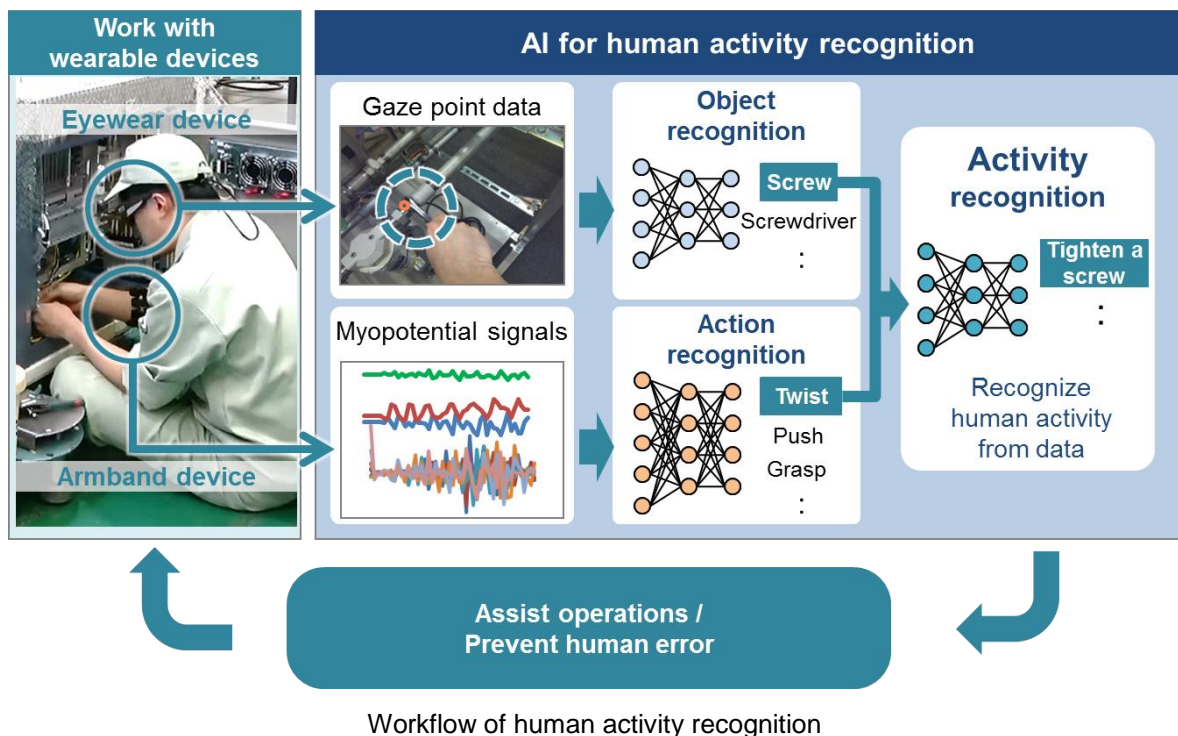 Work with
wearable devices
AI for human activity recognition
Eyewear device
Armband device
Gaze point data
Myopotential signals
Object
recognition
Screw
Screwdriver
:
Action
recognition
Twist
Push
Grasp
:
Activity
recognition
Tighten a
screw
:
Recognize
human activity
from data
Assist operations /
Prevent human error
Workflow of human activity recognition